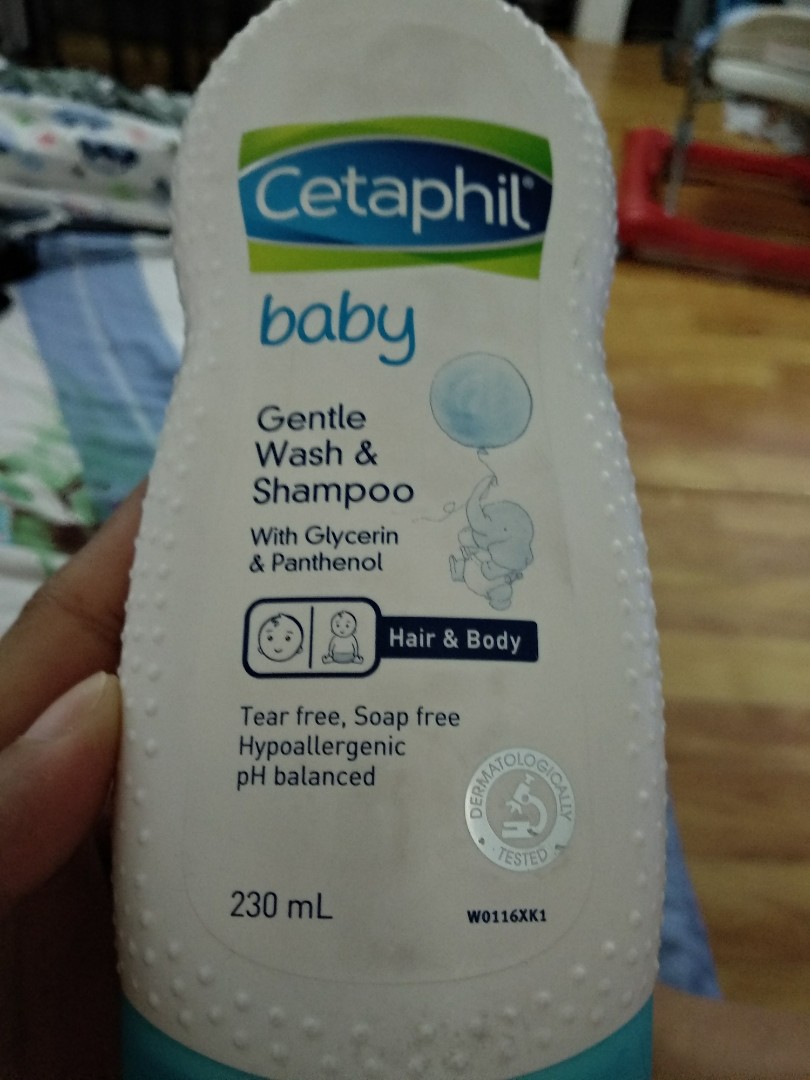 Cetaphil®
baby
Gentle
Wash &
Shampoo
With Glycerin
& Panthenol
Hair & Body
Tear free, Soap free
Hypoallergenic
pH balanced
DERMATOLOGICALLY
TESTED
230 mL
W0116XK1